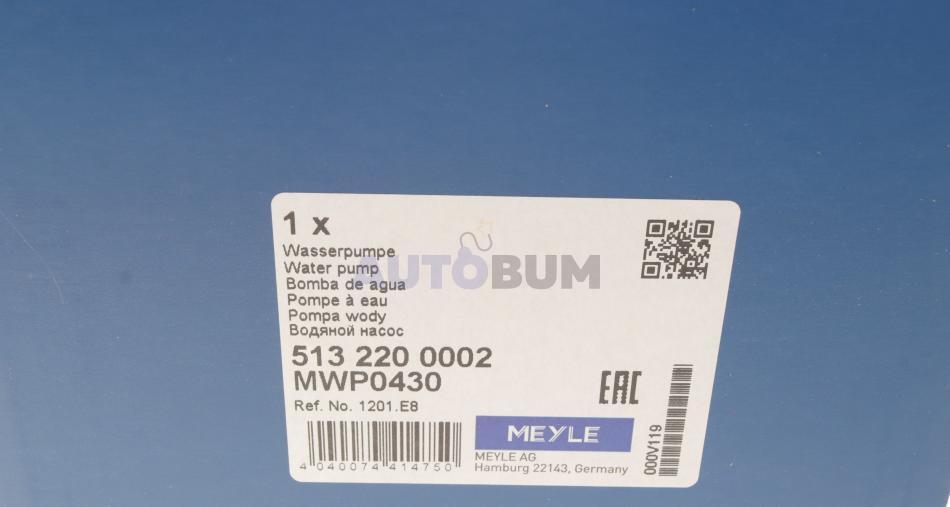 1 x
Wasserpumpe
Water pump
Bomba de agua
Pompe à eau
Pompa wody
Водяной насос
AUTOBUM
513 220 0002
MWP0430
Ref. No. 1201.E8
EAC
4 040074 414750
MEYLE
MEYLE AG
Hamburg 22143, Germany
000V119